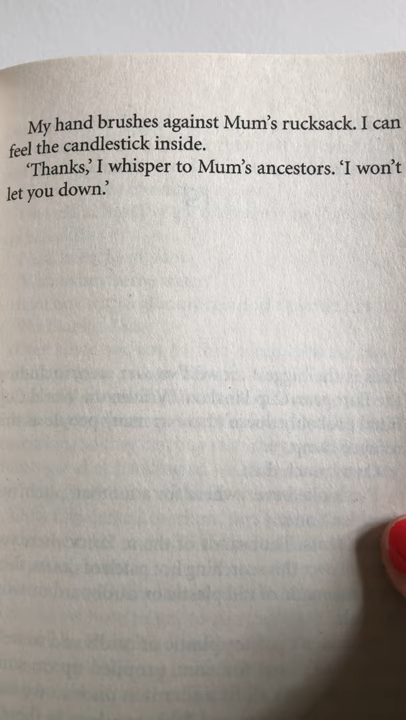 My hand brushes against Mum's rucksack. I can
feel the candlestick inside.
'Thanks,' I whisper to Mum's ancestors. 'I won't
let you down.'